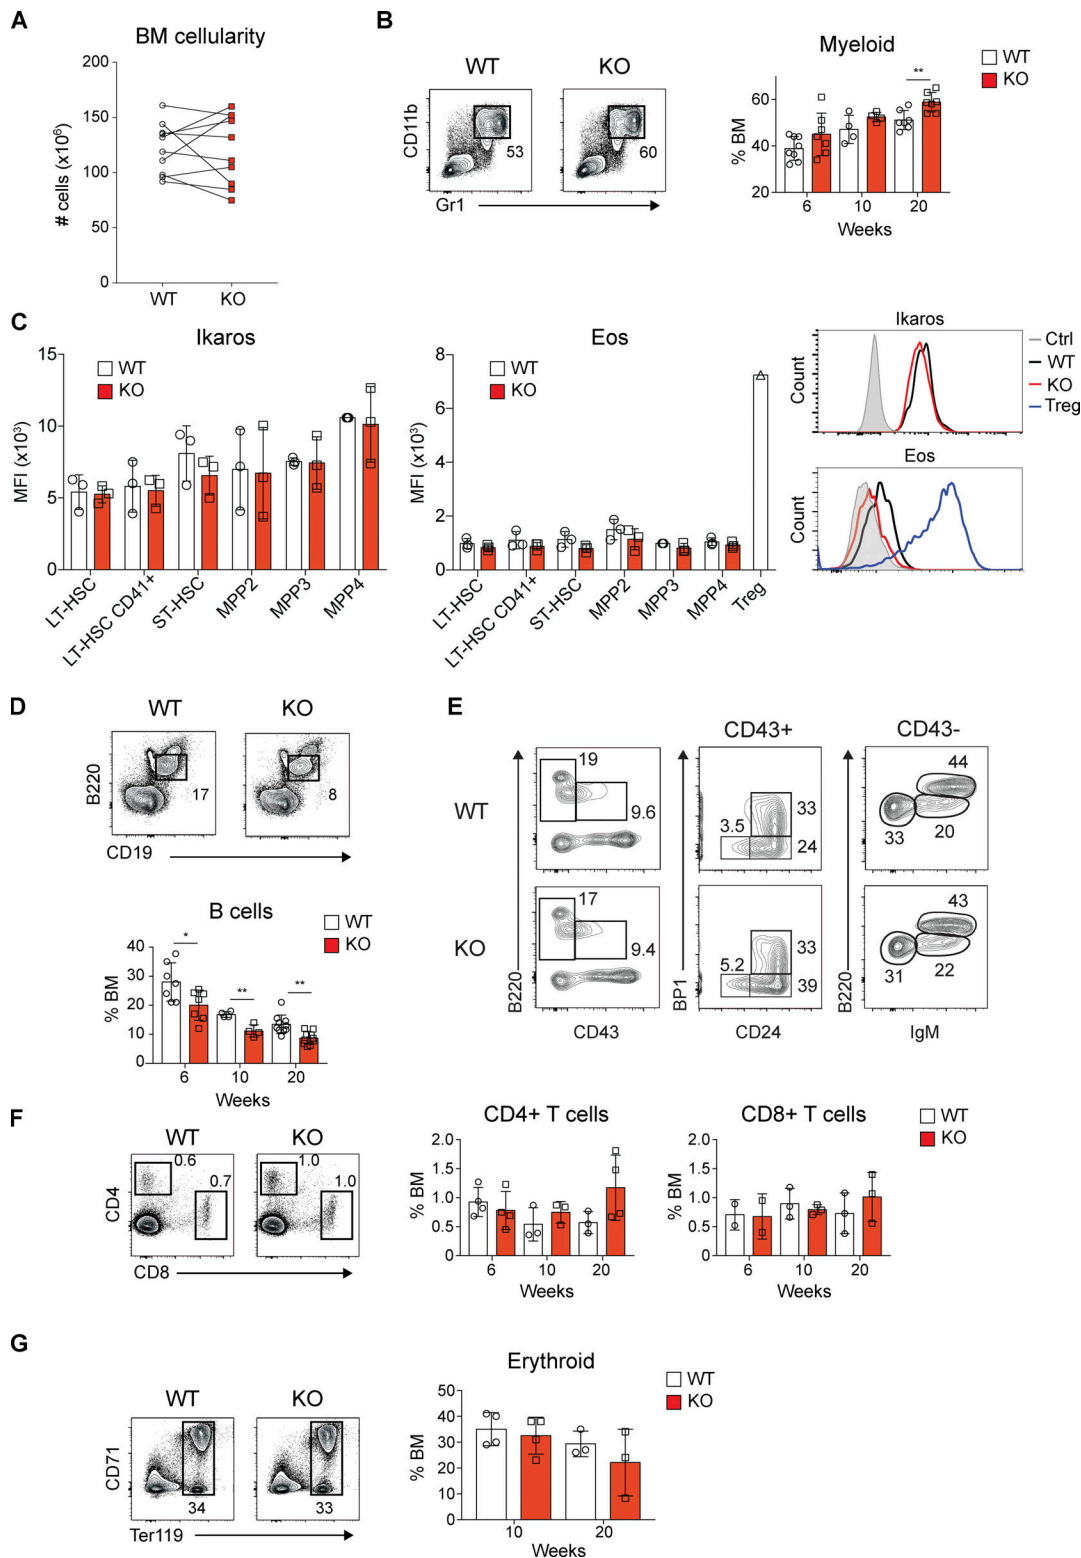 A
BM cellularity
# cells (x10⁶)
200
150
100
50
0
WT KO
B
WT KO
CD11b
53 60
Gr1
Myeloid
WT
KO
% BM
60
40
20
**
6 10 20
Weeks
C
Ikaros
WT
KO
MFI (x10³)
15
10
5
0
LT-HSC
LT-HSC CD41+
ST-HSC
MPP2
MPP3
MPP4
Eos
WT
KO
MFI (x10³)
8
6
4
2
0
LT-HSC
LT-HSC CD41+
ST-HSC
MPP2
MPP3
MPP4
Treg
Ikaros
Count
Ctrl
WT
KO
Treg
Eos
Count
D
WT KO
B220
17 8
CD19
B cells
WT
KO
% BM
40
30
20
10
0
* ** **
6 10 20
Weeks
E
CD43+ CD43-
WT
19
9.6
3.5
33
24
44
33
20
KO
17
9.4
5.2
33
39
43
31
22
B220 BP1 B220
CD43 CD24 IgM
F
WT KO
CD4
0.6
0.7
1.0
1.0
CD8
CD4+ T cells
% BM
2.0
1.5
1.0
0.5
0
6 10 20
Weeks
CD8+ T cells
WT
KO
% BM
2.0
1.5
1.0
0.5
0
6 10 20
Weeks
G
WT KO
CD71
34 33
Ter119
Erythroid
WT
KO
% BM
50
40
30
20
10
0
10 20
Weeks